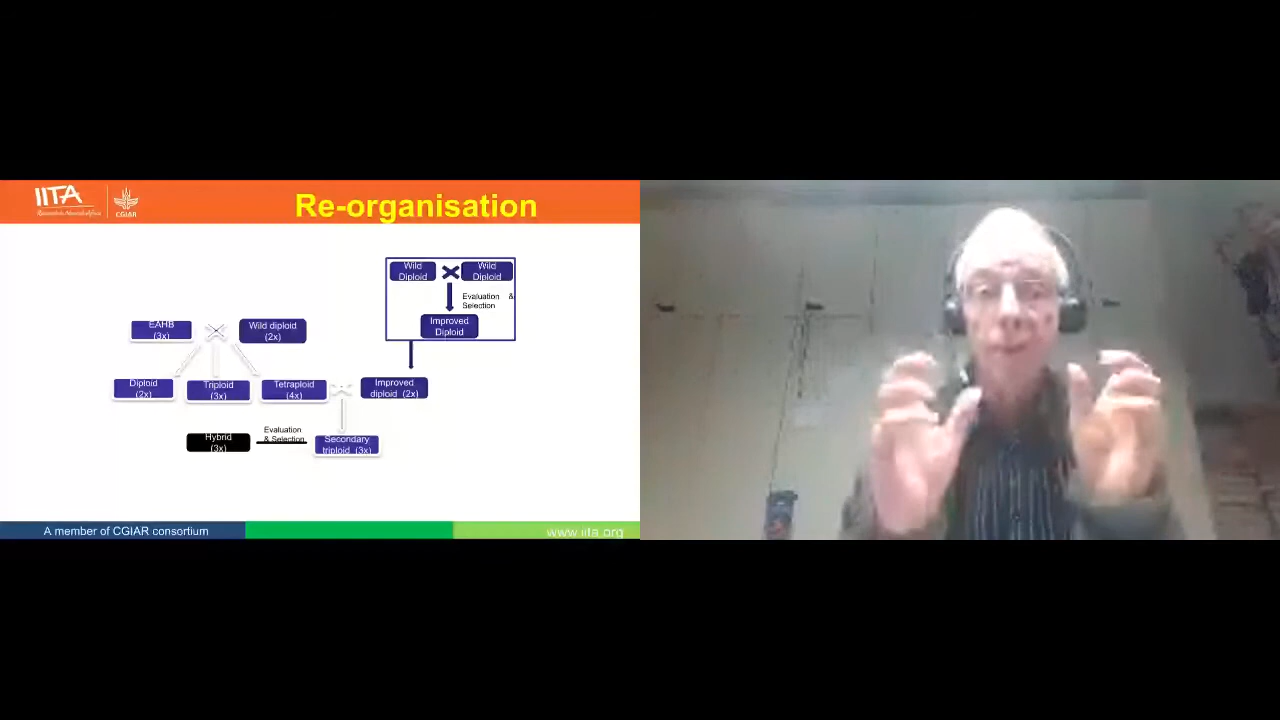 IITA
CGIAR
Re-organisation
Wild
Diploid
Wild
Diploid
Evaluation &
Selection
Improved
Diploid
EAHB
(3x)
Wild diploid
(2x)
Diploid
(2x)
Triploid
(3x)
Tetraploid
(4x)
Improved
diploid (2x)
Hybrid
(3x)
Evaluation
& Selection
Secondary
triploid (3x)
A member of CGIAR consortium
www.iita.org